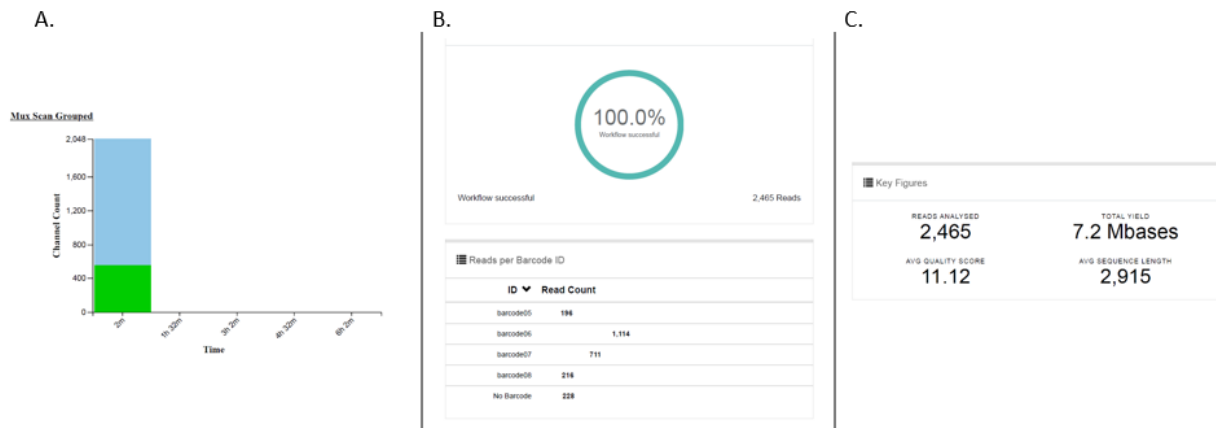 A.
Mux Scan Grouped
2,048
1,600
1,200
800
400
0
Channel Count
2m
1h 32m
3h 2m
4h 32m
6h 2m
Time
B.
100.0%
Workflow successful
Workflow successful 2,465 Reads
Reads per Barcode ID
ID Read Count
barcode05 196
barcode06 1,114
barcode07 711
barcode08 216
No Barcode 228
C.
Key Figures
READS ANALYSED TOTAL YIELD
2,465 7.2 Mbases
AVG QUALITY SCORE AVG SEQUENCE LENGTH
11.12 2,915